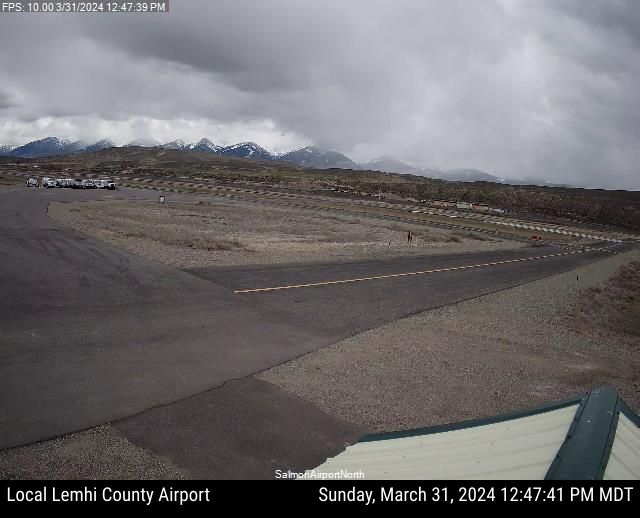 FPS: 10.00 3/31/2024 12:47:39 PM
SalmonAirportNorth
Local Lemhi County Airport Sunday, March 31, 2024 12:47:41 PM MDT